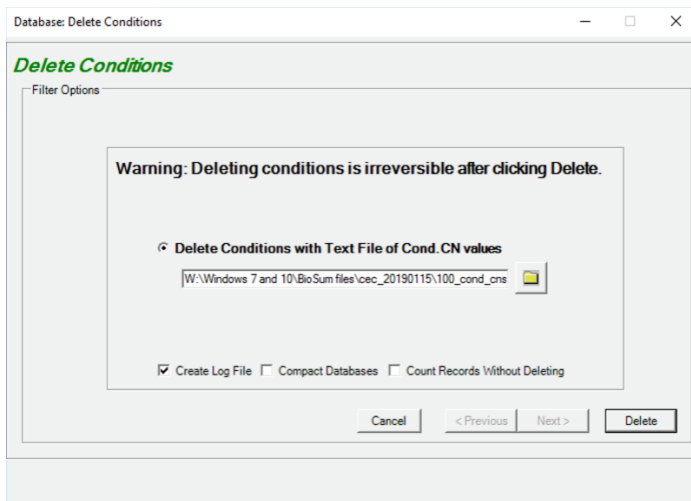 Database: Delete Conditions
Delete Conditions
Filter Options
Warning: Deleting conditions is irreversible after clicking Delete.
Delete Conditions with Text File of Cond.CN values
W:\Windows 7 and 10\BioSum files\cec_20190115\100_cond_cns
Create Log File Compact Databases Count Records Without Deleting
Cancel < Previous Next > Delete